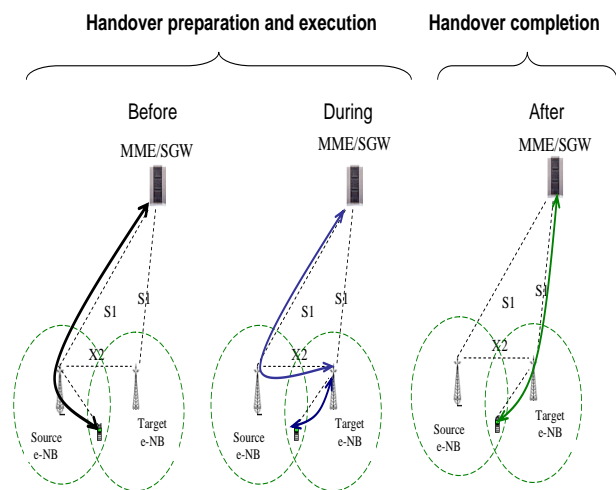 Handover preparation and execution
Handover completion
Before
During
After
MME/SGW
MME/SGW
MME/SGW
S1
S1
S1
S1
S1
S1
X2
X2
X2
Source
e-NB
Target
e-NB
Source
e-NB
Target
e-NB
Source
e-NB
Target
e-NB